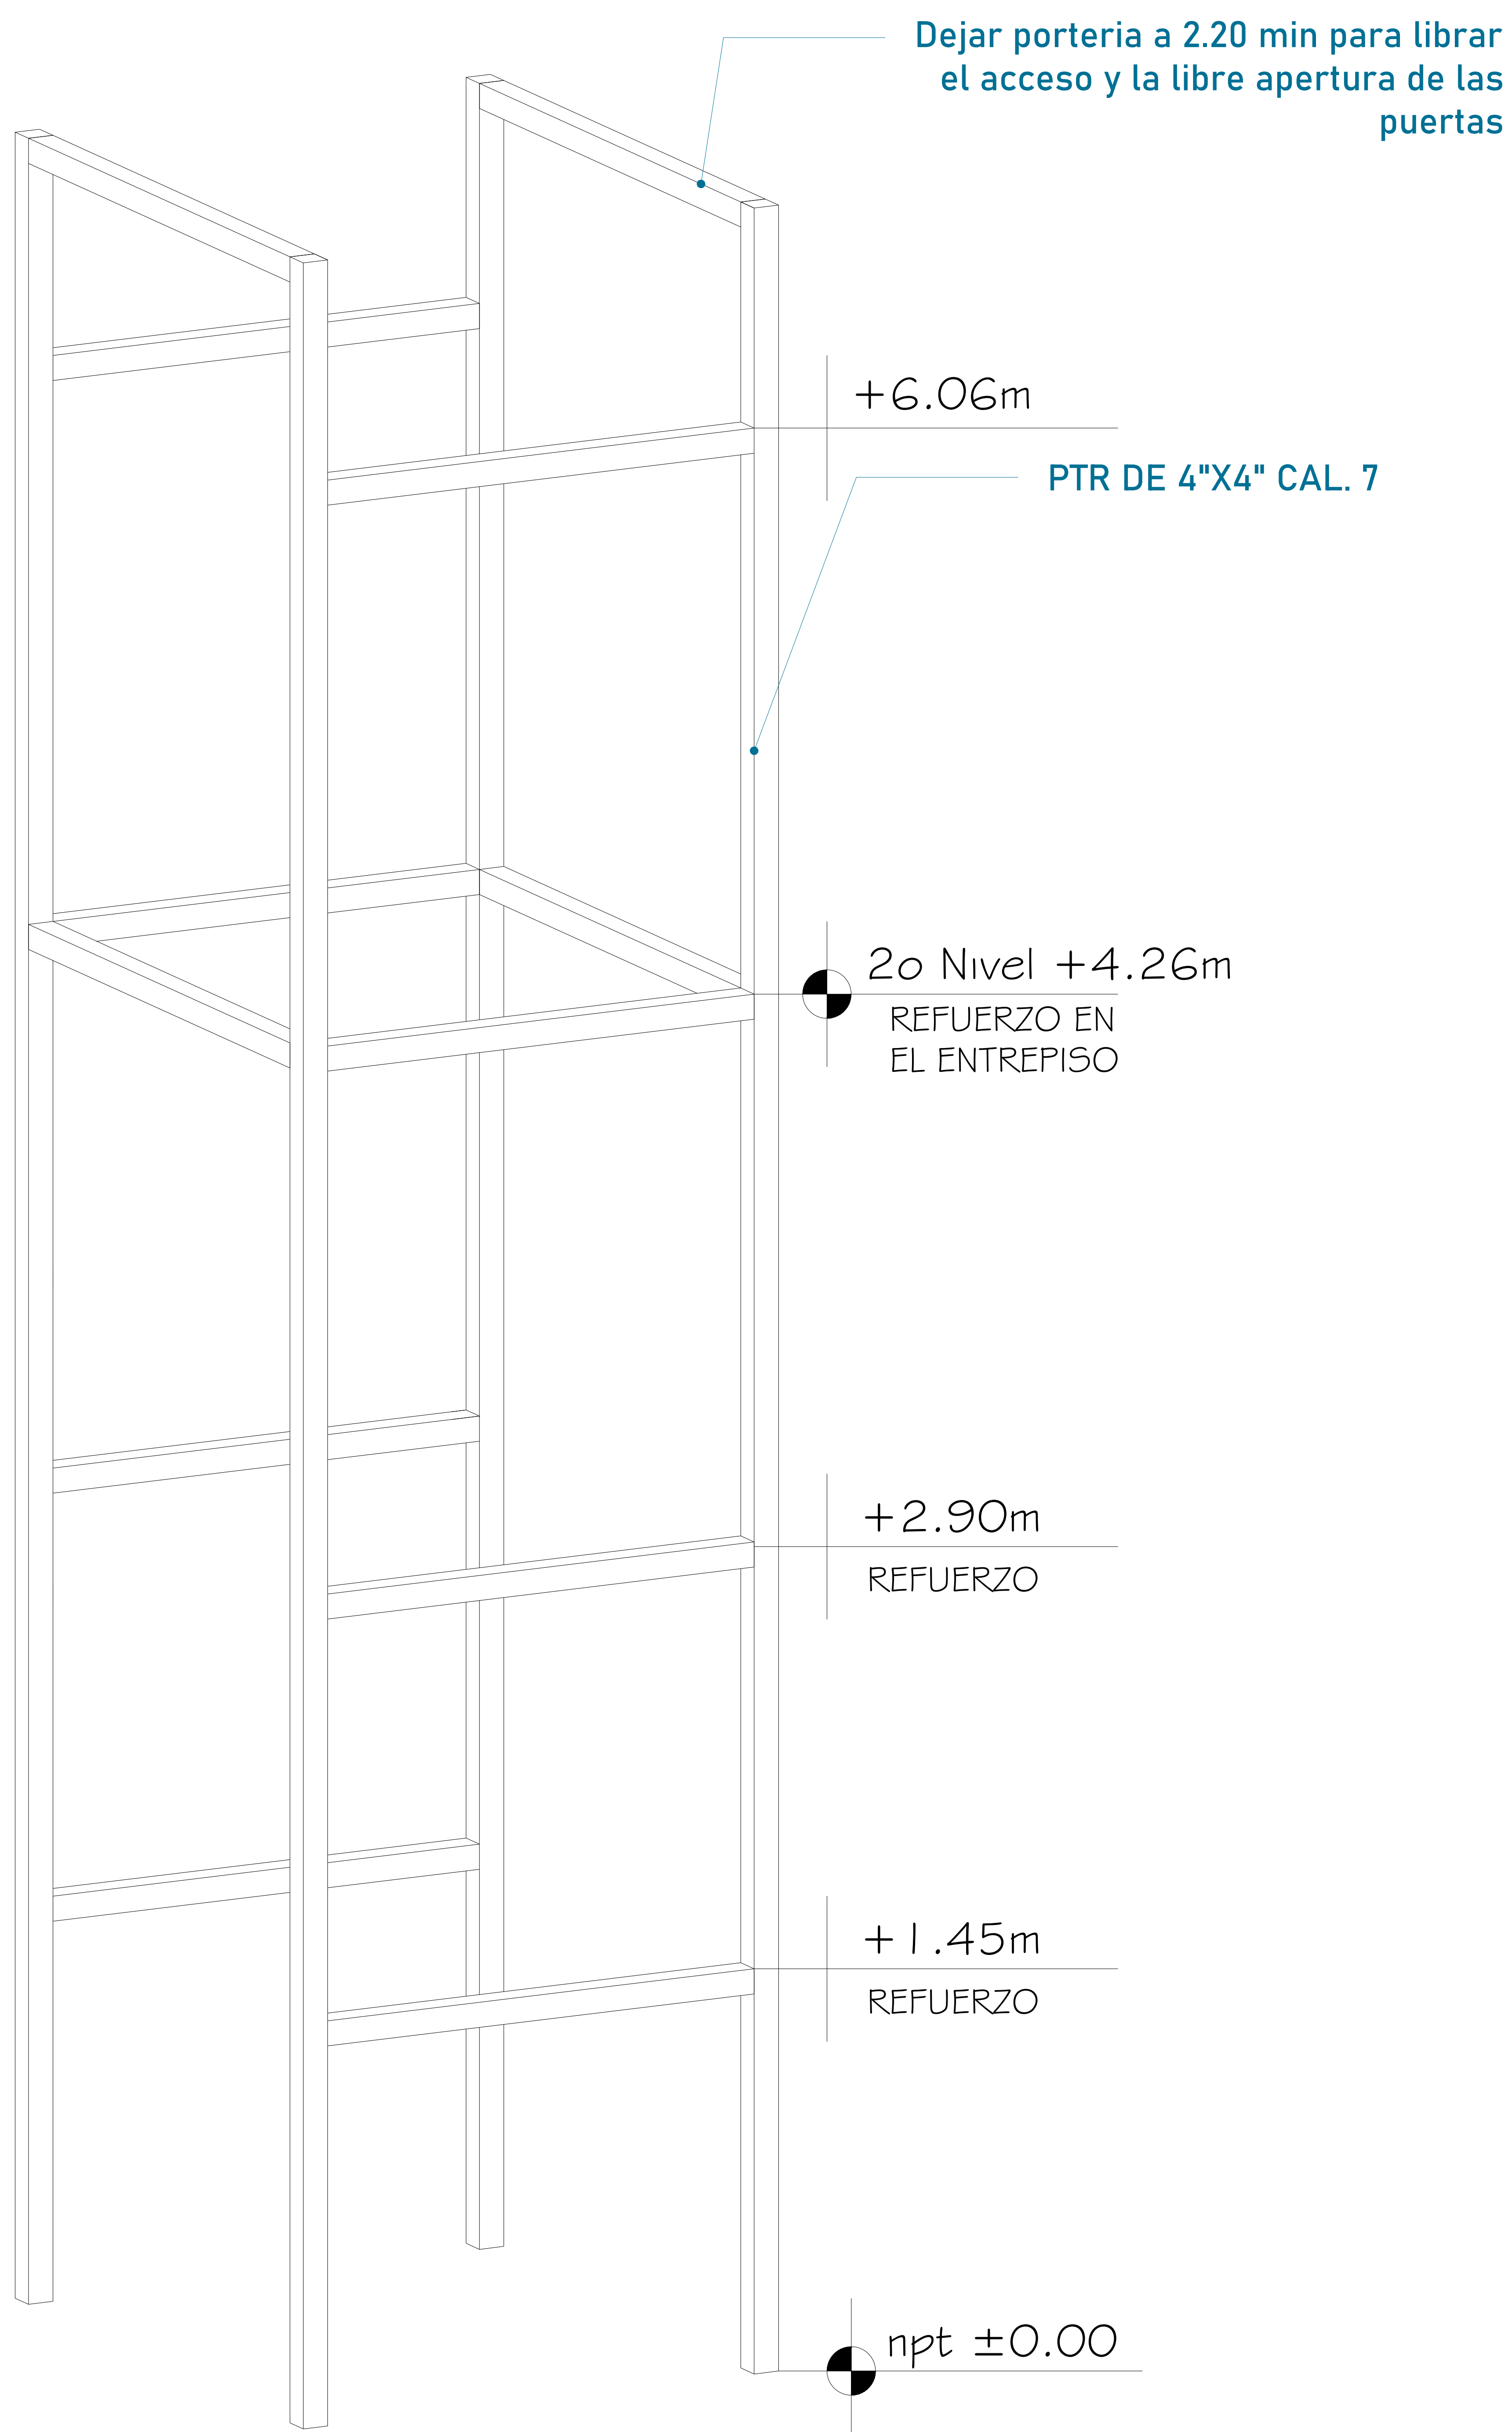 Dejar porteria a 2.20 min para librar
el acceso y la libre apertura de las
puertas
+6.06m
PTR DE 4"X4" CAL. 7
2o Nivel +4.26m
REFUERZO EN
EL ENTREPISO
+2.90m
REFUERZO
+1.45m
REFUERZO
npt ±0.00